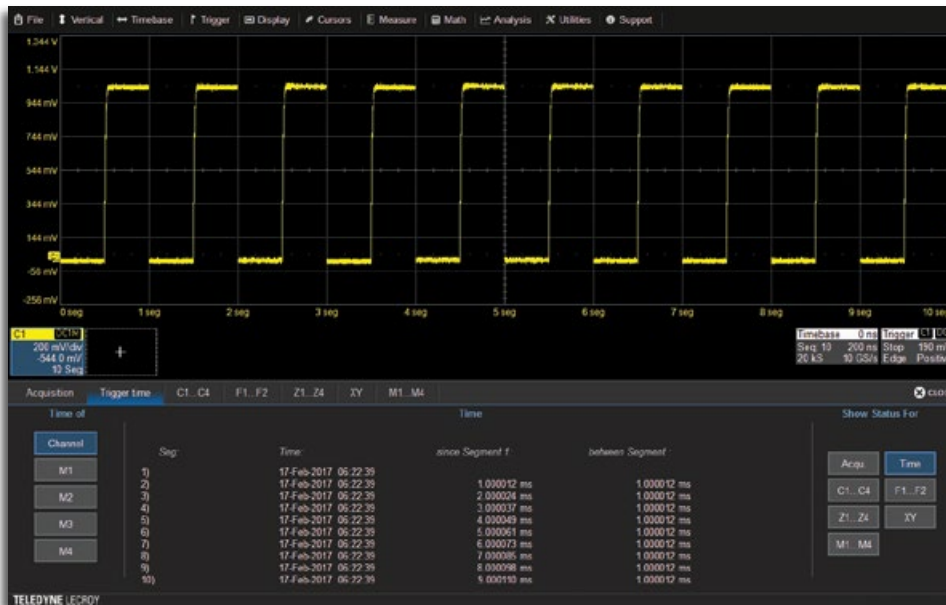 File Vertical Timebase Trigger Display Cursors Measure Math Analysis Utilities Support
1.344 V
1.144 V
944 mV
744 mV
544 mV
344 mV
144 mV
-56 mV
-256 mV
0 seg 1 seg 2 seg 3 seg 4 seg 5 seg 6 seg 7 seg 8 seg 9 seg 10 seg
C1
200 mV/div
-544.0 mV
10 Seg
+
Timebase 0 ns
Seq: 10 200 ns
20 kS 10 GS/s
Trigger C1
Stop 190 m
Edge Positiv
Acquisition Trigger time C1...C4 F1...F2 Z1...Z4 XY M1...M4 CLO
Time of Time Show Status For
Channel
M1
M2
M3
M4
Seg: Time: since Segment 1 between Segment
1) 17-Feb-2017 06:22:39
2) 17-Feb-2017 06:22:39 1.000012 ms 1.000012 ms
3) 17-Feb-2017 06:22:39 2.000024 ms 1.000012 ms
4) 17-Feb-2017 06:22:39 3.000037 ms 1.000012 ms
5) 17-Feb-2017 06:22:39 4.000049 ms 1.000012 ms
6) 17-Feb-2017 06:22:39 5.000061 ms 1.000012 ms
7) 17-Feb-2017 06:22:39 6.000073 ms 1.000012 ms
8) 17-Feb-2017 06:22:39 7.000085 ms 1.000012 ms
9) 17-Feb-2017 06:22:39 8.000098 ms 1.000012 ms
10) 17-Feb-2017 06:22:39 9.000110 ms 1.000012 ms
Acqu. Time
C1...C4 F1...F2
Z1...Z4 XY
M1...M4
TELEDYNE LECROY